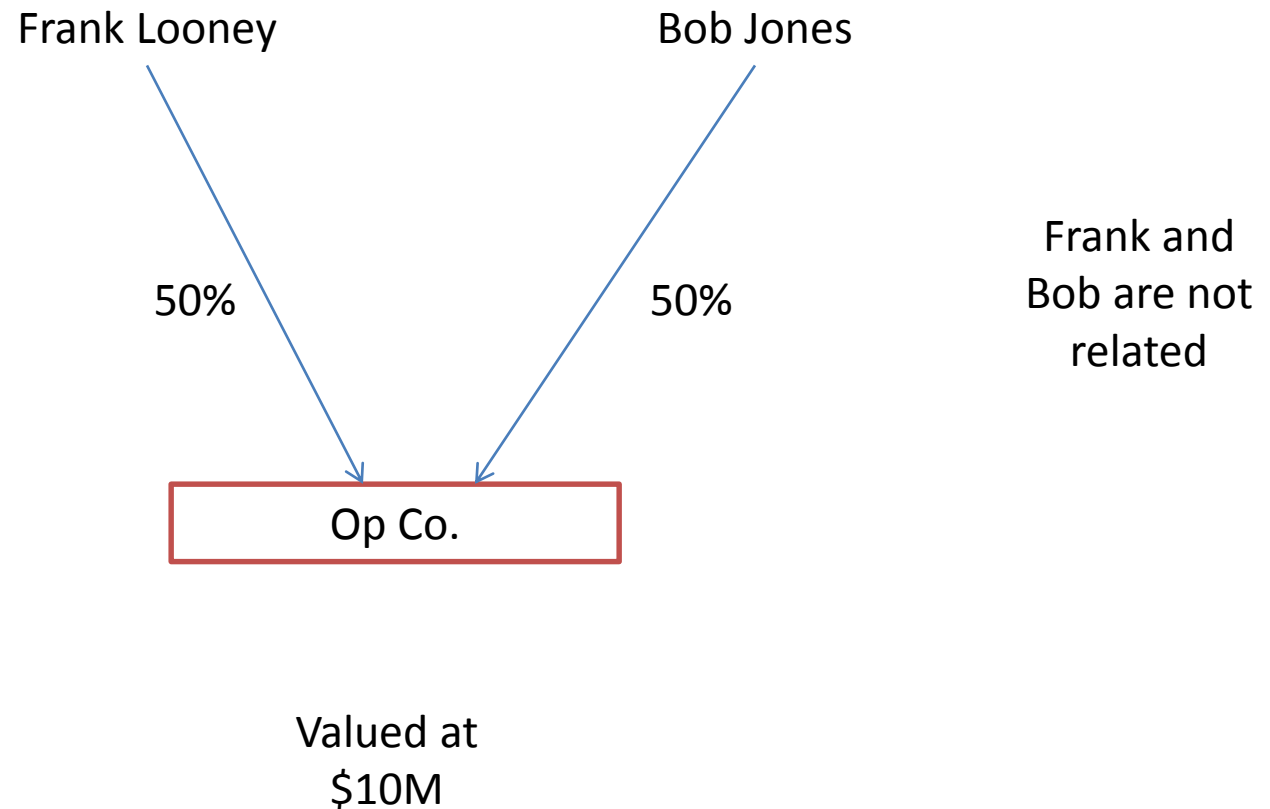 Frank Looney
Bob Jones
50%
50%
Frank and
Bob are not
related
Op Co.
Valued at
$10M